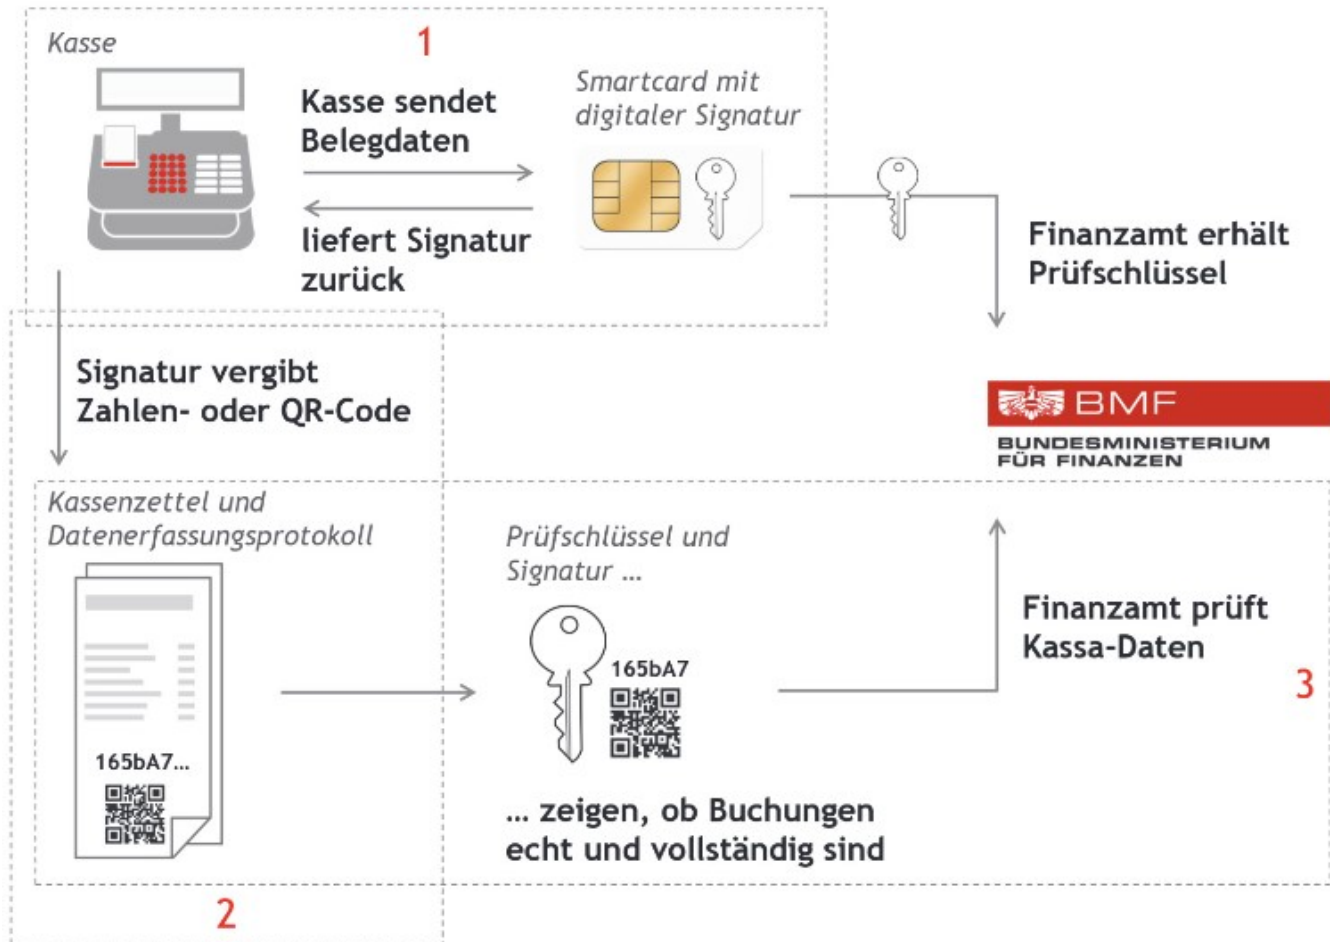 Kasse
1
Kasse sendet
Belegdaten
Smartcard mit
digitaler Signatur
liefert Signatur
zurück
Finanzamt erhält
Prüfschlüssel
Signatur vergibt
Zahlen- oder QR-Code
BMF
BUNDESMINISTERIUM
FÜR FINANZEN
Kassenzettel und
Datenerfassungsprotokoll
Prüfschlüssel und
Signatur ...
Finanzamt prüft
Kassa-Daten
165bA7
3
165bA7...
... zeigen, ob Buchungen
echt und vollständig sind
2